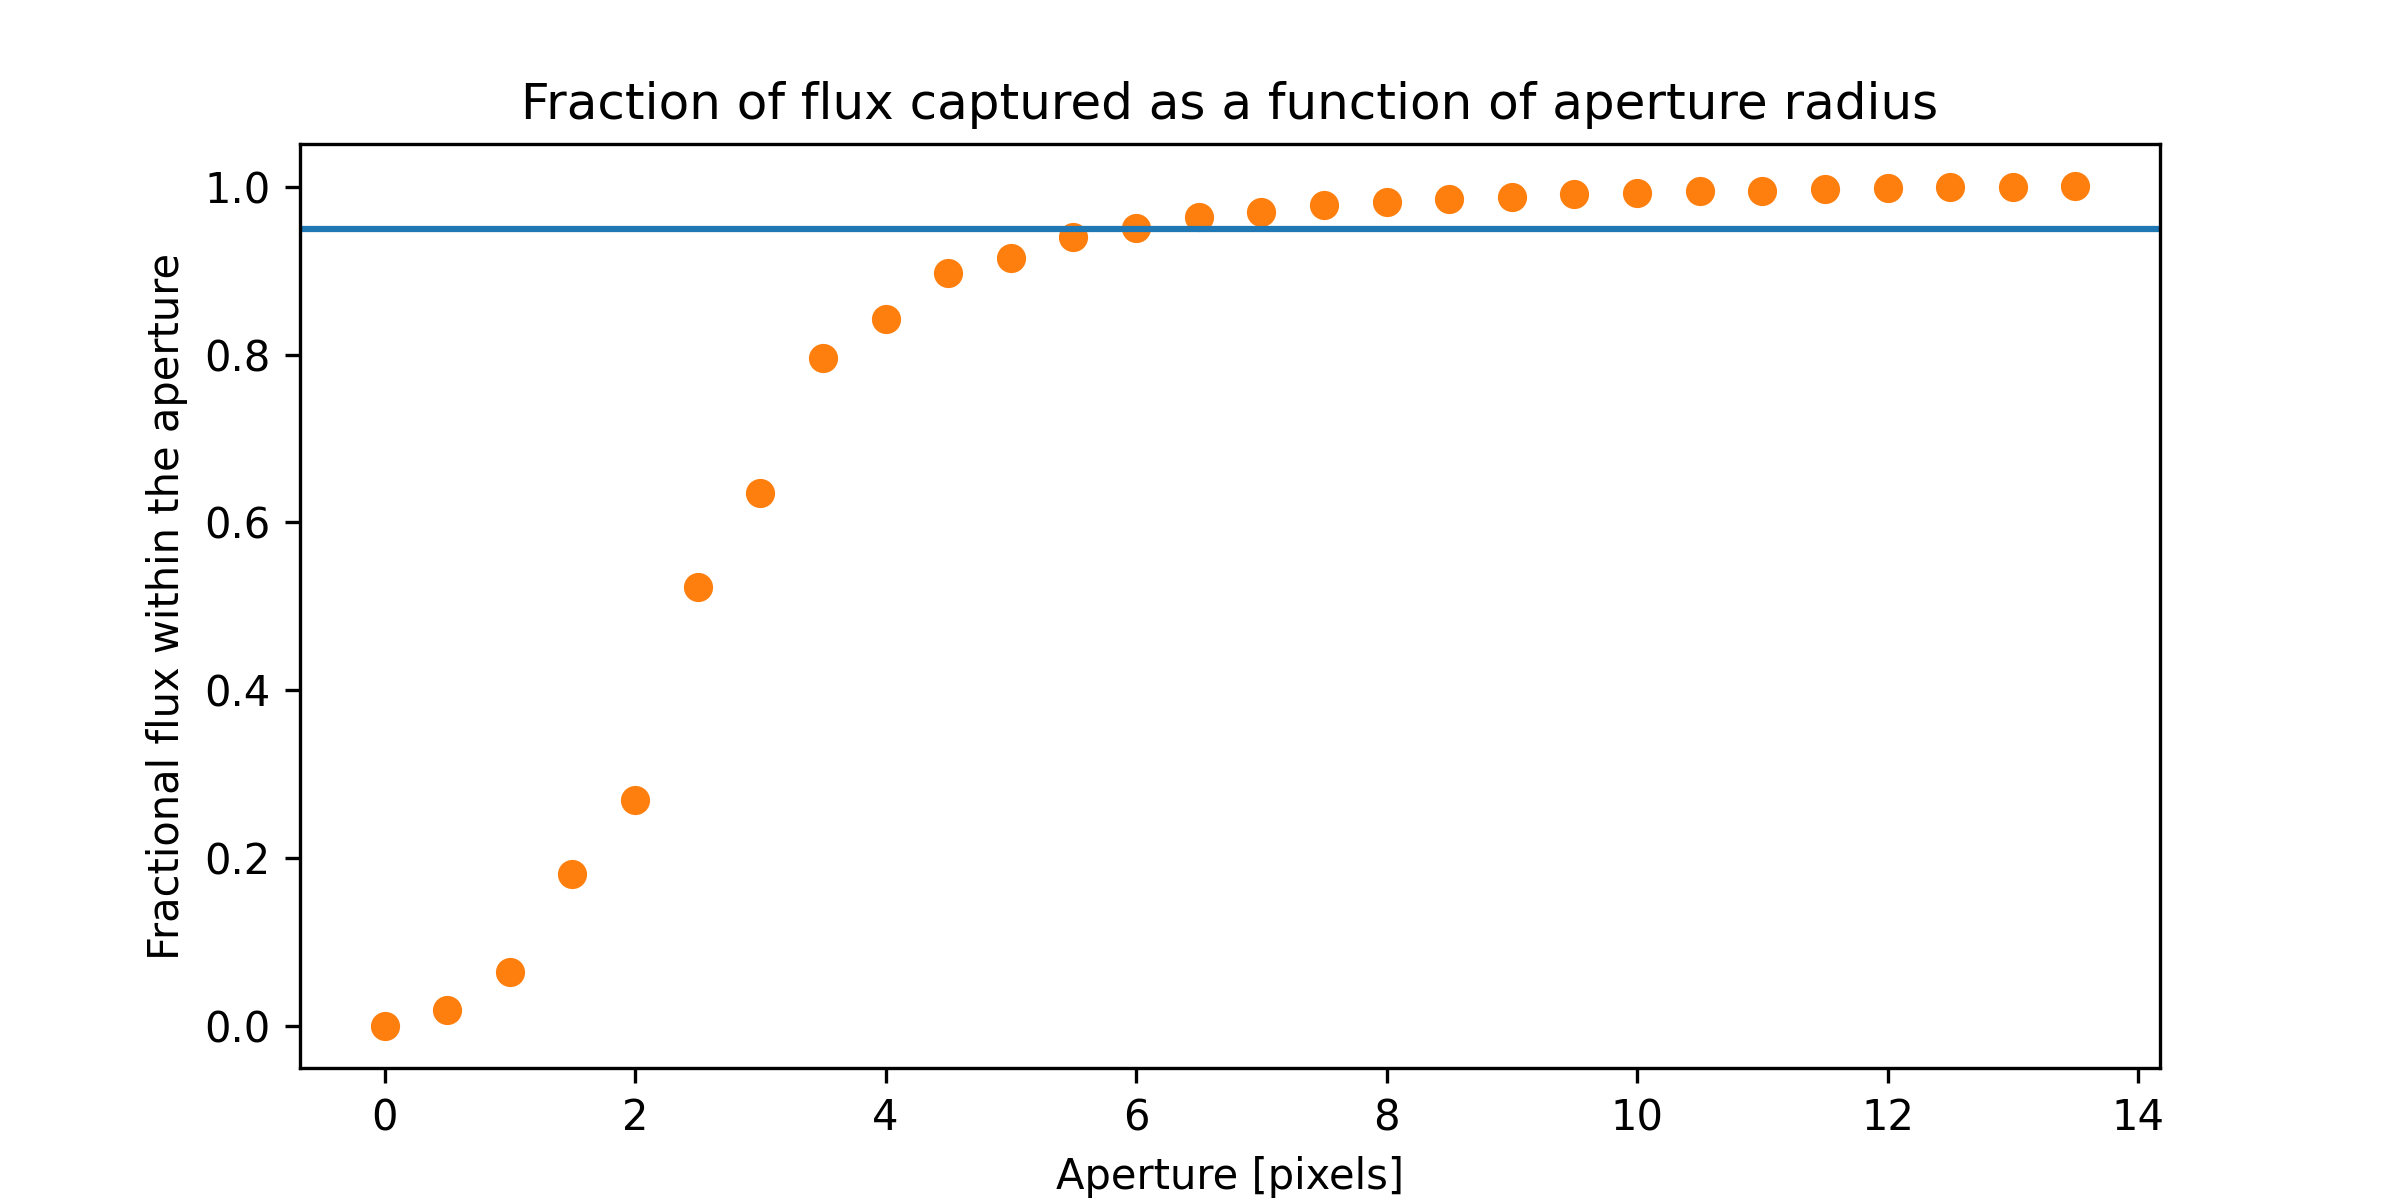 Fraction of flux captured as a function of aperture radius
Fractional flux within the aperture
1.0
0.8
0.6
0.4
0.2
0.0
0 2 4 6 8 10 12 14
Aperture [pixels]